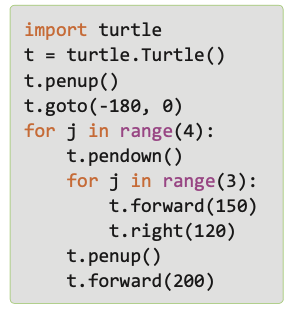 import turtle
t = turtle.Turtle()
t.penup()
t.goto(-180, 0)
for j in range(4):
    t.pendown()
    for j in range(3):
        t.forward(150)
        t.right(120)
    t.penup()
    t.forward(200)